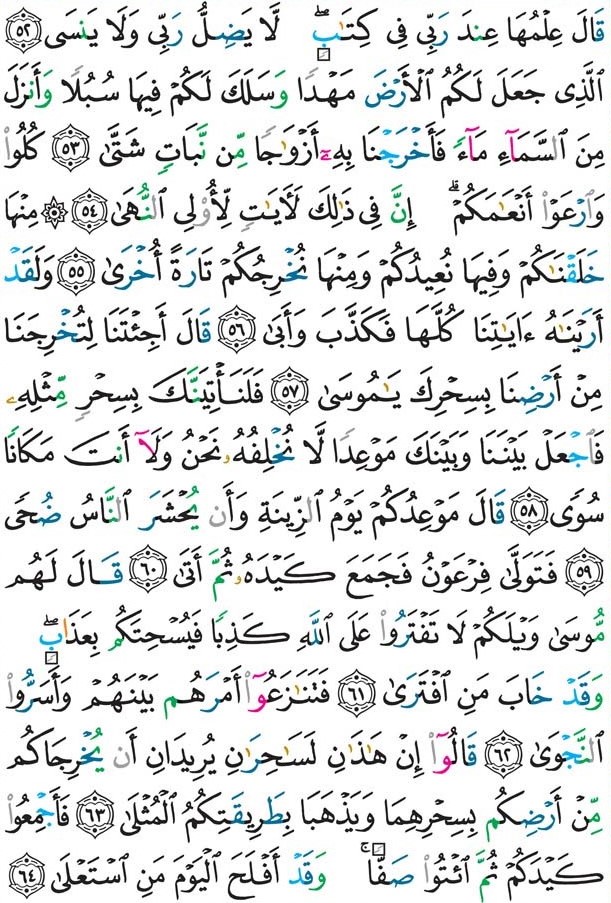 قَالَ عِلْمُهَا عِندَ رَبِّى فِى كِتَـٰبٍۖ لَّا يَضِلُّ رَبِّى وَلَا يَنسَى ٥٢
ٱلَّذِى جَعَلَ لَكُمُ ٱلْأَرْضَ مَهْدًا وَسَلَكَ لَكُمْ فِيهَا سُبُلًا وَأَنزَلَ
مِنَ ٱلسَّمَآءِ مَآءً فَأَخْرَجْنَا بِهِۦٓ أَزْوَٰجًا مِّن نَّبَاتٍ شَتَّىٰ ٥٣ كُلُوا۟
وَٱرْعَوْا۟ أَنْعَـٰمَكُمْۗ إِنَّ فِى ذَٰلِكَ لَـَٔايَـٰتٍ لِّأُو۟لِى ٱلنُّهَىٰ ٥٤ ۞ مِنْهَا
خَلَقْنَـٰكُمْ وَفِيهَا نُعِيدُكُمْ وَمِنْهَا نُخْرِجُكُمْ تَارَةً أُخْرَىٰ ٥٥ وَلَقَدْ
أَرَيْنَـٰهُ ءَايَـٰتِنَا كُلَّهَا فَكَذَّبَ وَأَبَىٰ ٥٦ قَالَ أَجِئْتَنَا لِتُخْرِجَنَا
مِنْ أَرْضِنَا بِسِحْرِكَ يَـٰمُوسَىٰ ٥٧ فَلَنَأْتِيَنَّكَ بِسِحْرٍ مِّثْلِهِۦ
فَٱجْعَلْ بَيْنَنَا وَبَيْنَكَ مَوْعِدًا لَّا نُخْلِفُهُۥ نَحْنُ وَلَآ أَنتَ مَكَانًا
سُوًى ٥٨ قَالَ مَوْعِدُكُمْ يَوْمُ ٱلزِّينَةِ وَأَن يُحْشَرَ ٱلنَّاسُ ضُحًى
٥٩ فَتَوَلَّىٰ فِرْعَوْنُ فَجَمَعَ كَيْدَهُۥ ثُمَّ أَتَىٰ ٦٠ قَالَ لَهُم
مُّوسَىٰ وَيْلَكُمْ لَا تَفْتَرُوا۟ عَلَى ٱللَّهِ كَذِبًا فَيُسْحِتَكُم بِعَذَابٍۖ
وَقَدْ خَابَ مَنِ ٱفْتَرَىٰ ٦١ فَتَنَـٰزَعُوٓا۟ أَمْرَهُم بَيْنَهُمْ وَأَسَرُّوا۟
ٱلنَّجْوَىٰ ٦٢ قَالُوٓا۟ إِنْ هَـٰذَٰنِ لَسَـٰحِرَٰنِ يُرِيدَانِ أَن يُخْرِجَاكُم
مِّنْ أَرْضِكُم بِسِحْرِهِمَا وَيَذْهَبَا بِطَرِيقَتِكُمُ ٱلْمُثْلَىٰ ٦٣ فَأَجْمِعُوا۟
كَيْدَكُمْ ثُمَّ ٱئْتُوا۟ صَفًّاۚ وَقَدْ أَفْلَحَ ٱلْيَوْمَ مَنِ ٱسْتَعْلَىٰ ٦٤